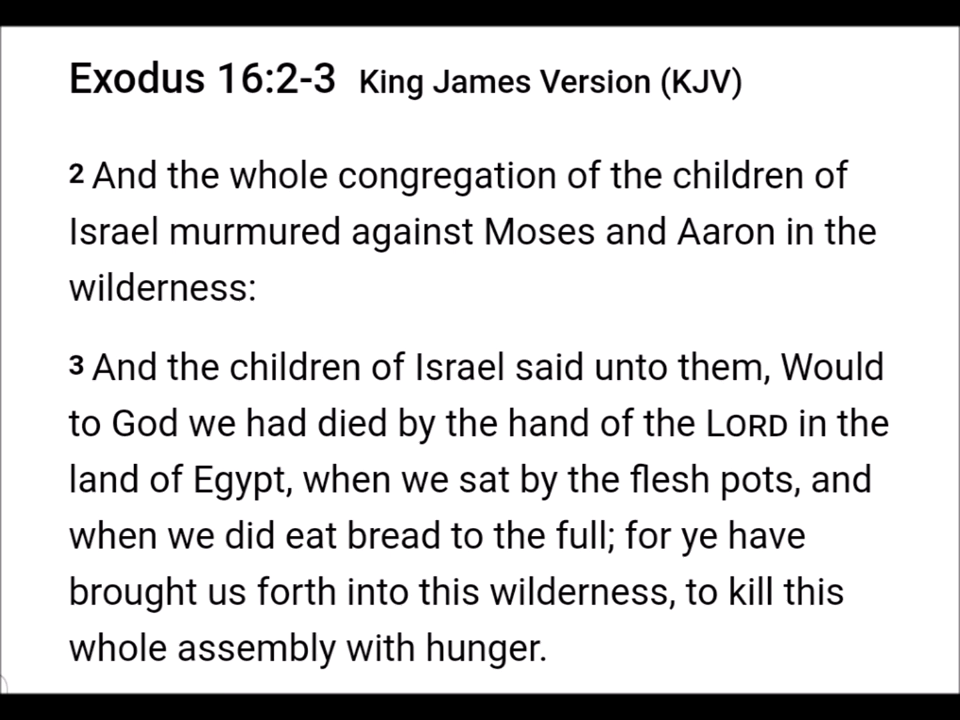 Exodus 16:2-3 King James Version (KJV)
2 And the whole congregation of the children of
Israel murmured against Moses and Aaron in the
wilderness:
3 And the children of Israel said unto them, Would
to God we had died by the hand of the LORD in the
land of Egypt, when we sat by the flesh pots, and
when we did eat bread to the full; for ye have
brought us forth into this wilderness, to kill this
whole assembly with hunger.